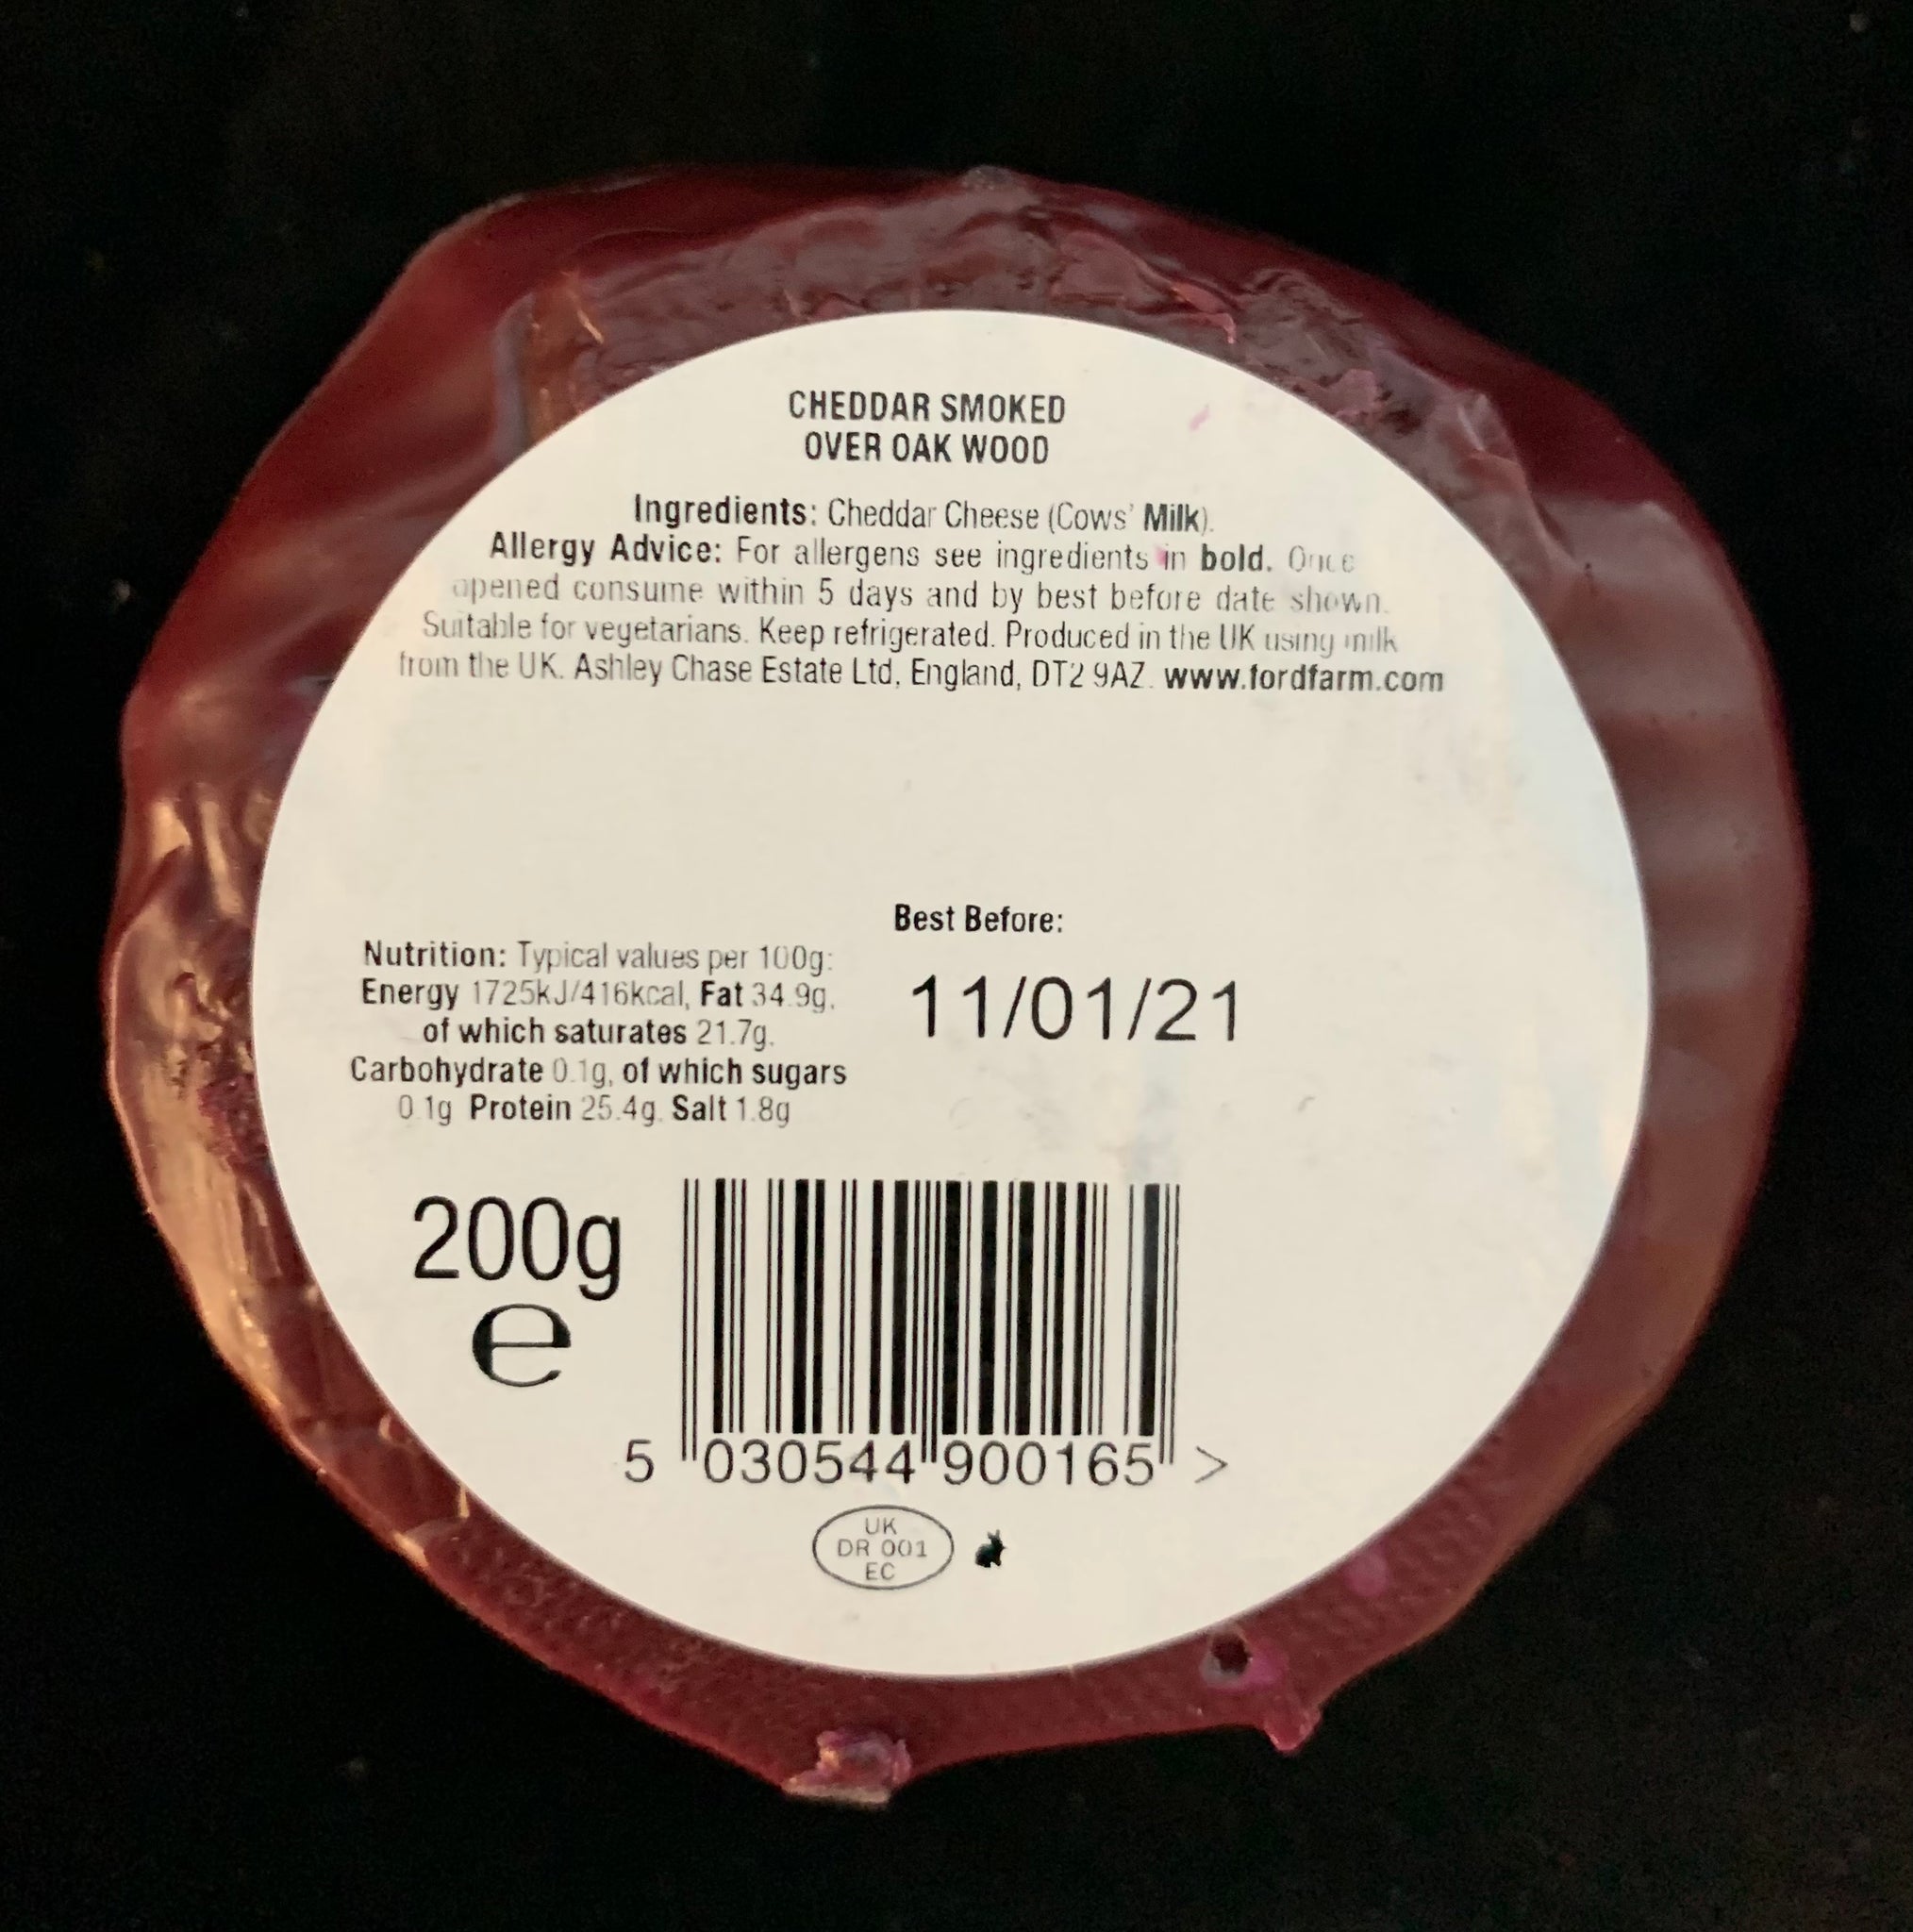 CHEDDAR SMOKED
OVER OAK WOOD
Ingredients: Cheddar Cheese (Cows' Milk).
Allergy Advice: For allergens see ingredients in bold. Once
opened consume within 5 days and by best before date shown.
Suitable for vegetarians. Keep refrigerated. Produced in the UK using milk
from the UK. Ashley Chase Estate Ltd, England, DT2 9AZ. www.fordfarm.com
Best Before:
11/01/21
Nutrition: Typical values per 100g:
Energy 1725kJ/416kcal, Fat 34.9g,
of which saturates 21.7g.
Carbohydrate 0.1g, of which sugars
0.1g Protein 25.4g. Salt 1.8g
200g
e
5 030544 900165 >
UK
DR 001
EC